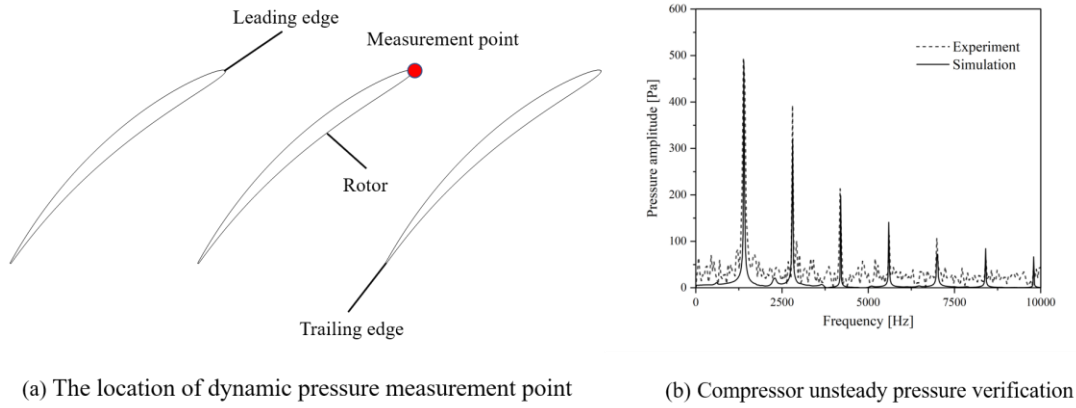 Leading edge
Measurement point
Rotor
Trailing edge
(a) The location of dynamic pressure measurement point
600
500
400
300
200
100
0
Pressure amplitude [Pa]
Experiment
Simulation
0
2500
5000
7500
10000
Frequency [Hz]
(b) Compressor unsteady pressure verification